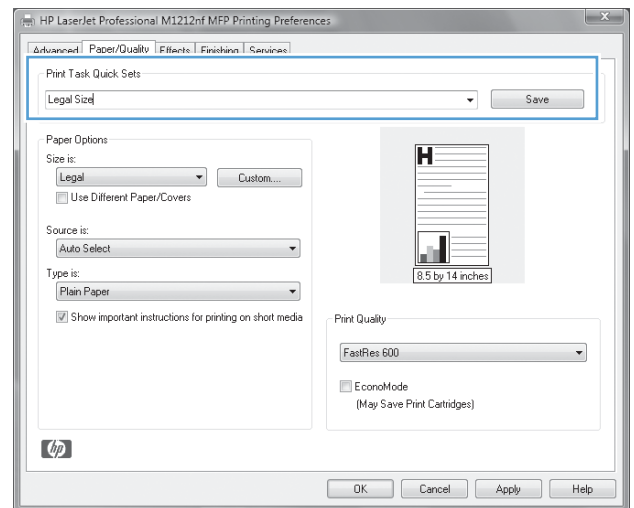 HP LaserJet Professional M1212nf MFP Printing Preferences
Advanced Paper/Quality Effects Finishing Services
Print Task Quick Sets
Legal Size Save
Paper Options
Size is:
Legal Custom....
Use Different Paper/Covers
Source is:
Auto Select
Type is:
Plain Paper
Show important instructions for printing on short media
H
8.5 by 14 inches
Print Quality
FastRes 600
EconoMode
(May Save Print Cartridges)
hp
OK Cancel Apply Help